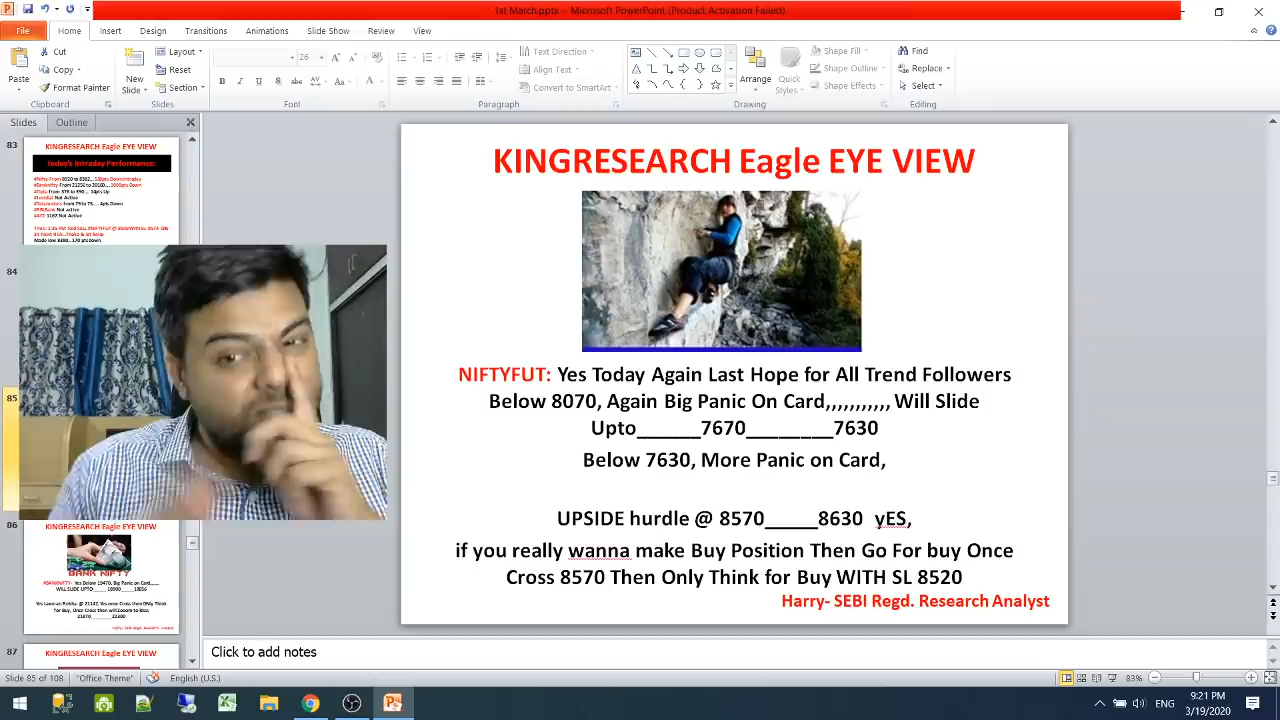 1st March.pptx - Microsoft PowerPoint (Product Activation Failed)
File Home Insert Design Transitions Animations Slide Show Review View
Cut
Copy
Format Painter
Paste
Clipboard
New Slide
Layout
Reset
Section
Slides
26
Font
Text Direction
Align Text
Convert to SmartArt
Paragraph
Arrange
Quick Styles
Shape Fill
Shape Outline
Shape Effects
Drawing
Find
Replace
Select
Editing
Slides Outline
83
KINGRESEARCH Eagle EYE VIEW
Today's Intraday Performance:
84
85
86
KINGRESEARCH Eagle EYE VIEW
BANK NIFTY
87
KINGRESEARCH Eagle EYE VIEW
KINGRESEARCH Eagle EYE VIEW
NIFTYFUT: Yes Today Again Last Hope for All Trend Followers
Below 8070, Again Big Panic On Card,,,,,,,,,,, Will Slide
Upto______7670________7630
Below 7630, More Panic on Card,
UPSIDE hurdle @ 8570_____8630 yES,
if you really wanna make Buy Position Then Go For buy Once
Cross 8570 Then Only Think for Buy WITH SL 8520
Harry- SEBI Regd. Research Analyst
Click to add notes
Slide 85 of 108 "Office Theme" English (U.S.) 83%
ENG
9:21 PM
3/19/2020